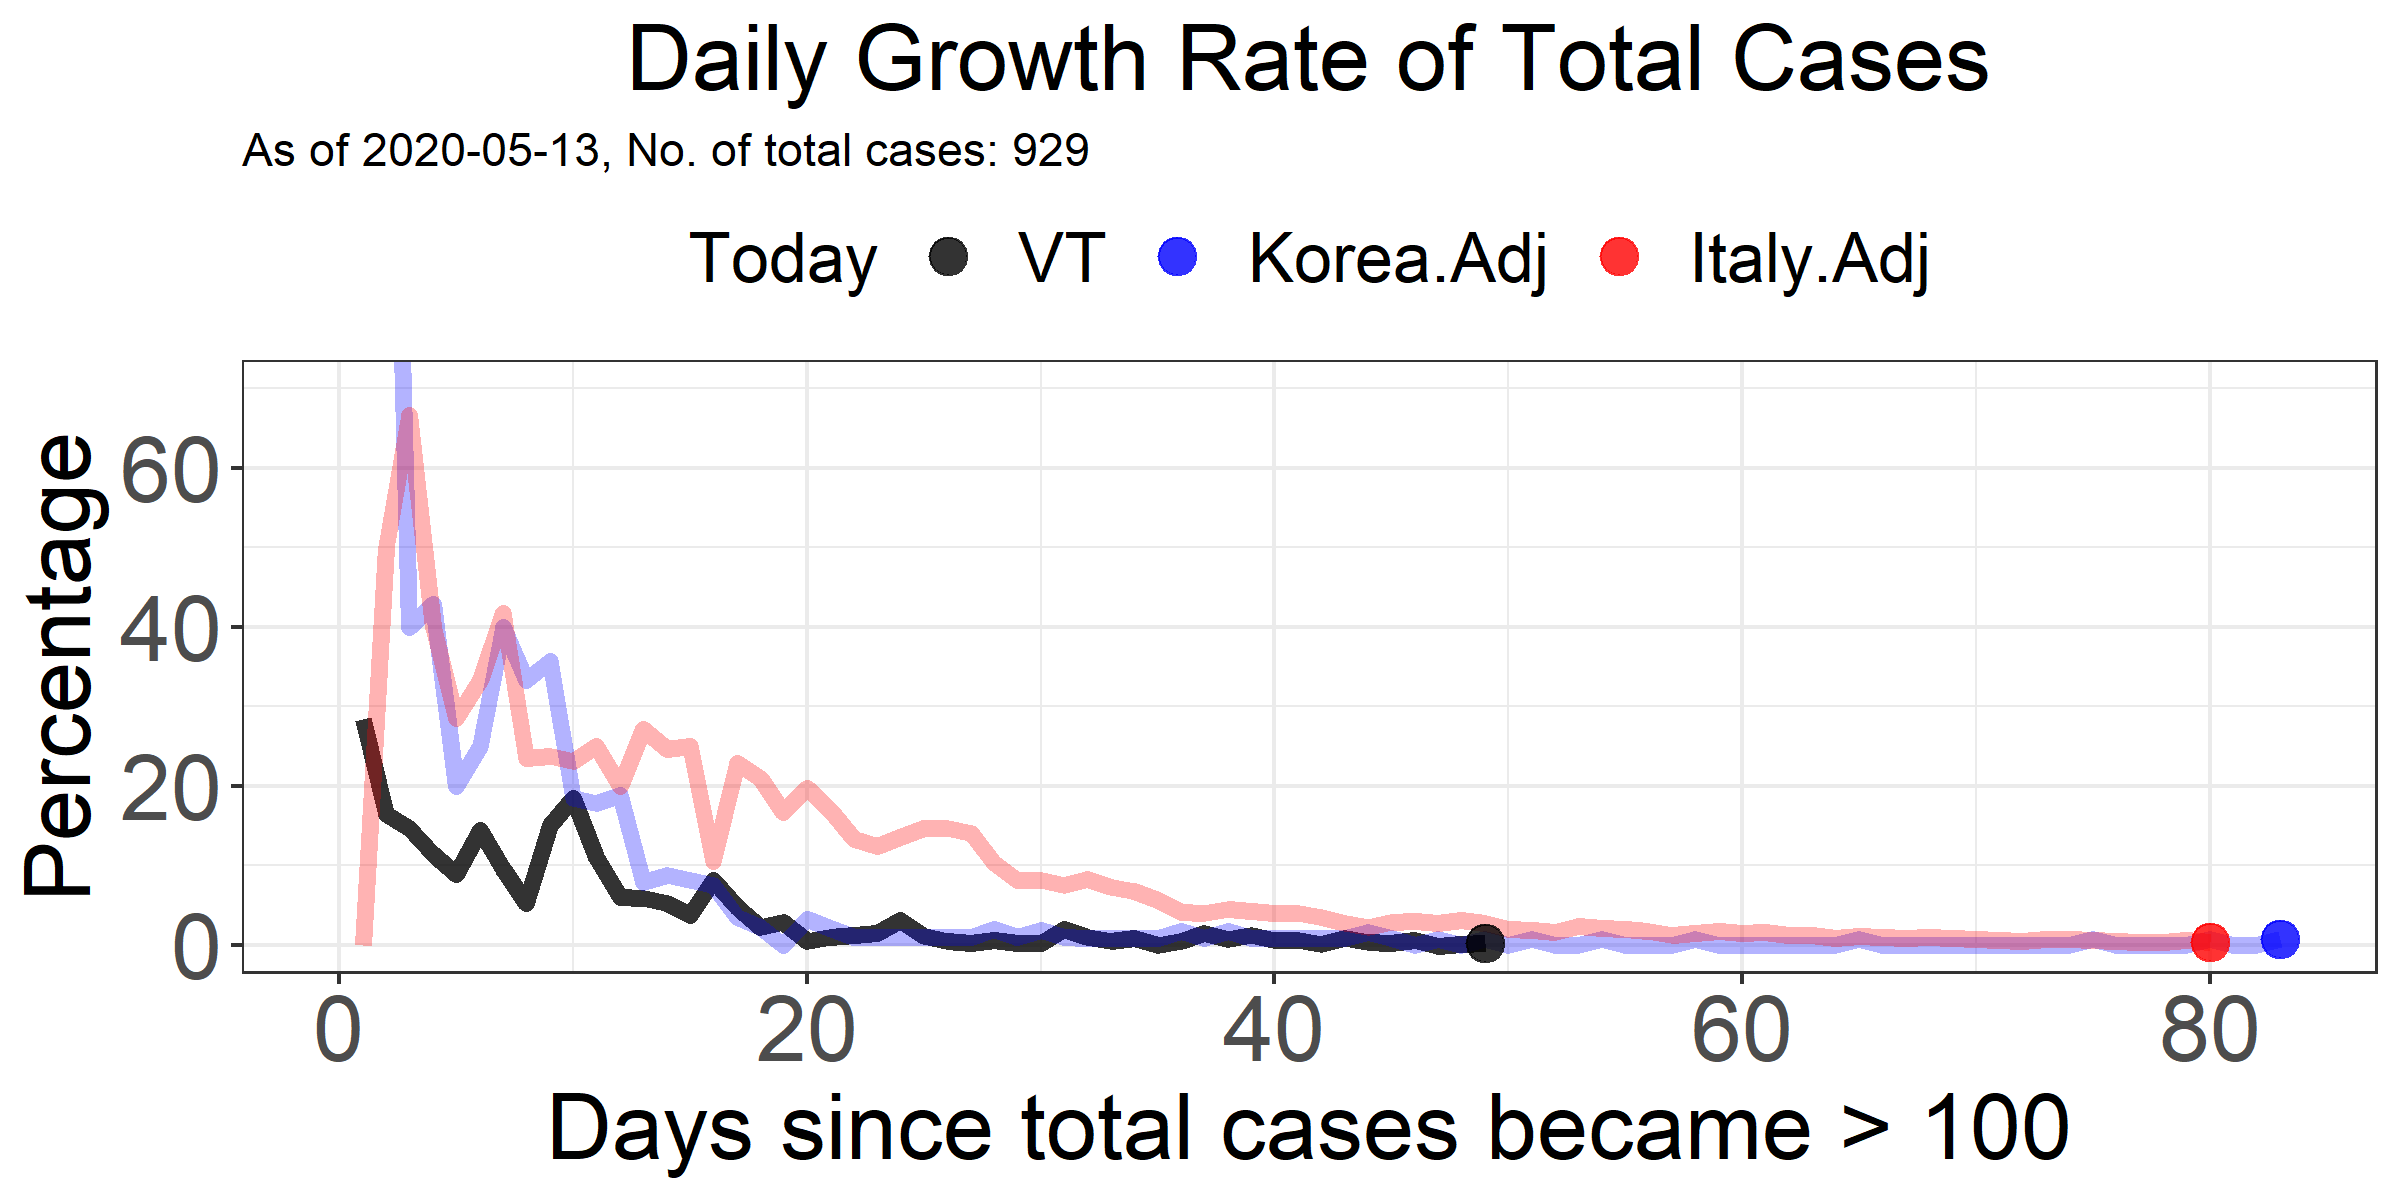 Daily Growth Rate of Total Cases
As of 2020-05-13, No. of total cases: 929
Today VT Korea.Adj Italy.Adj
Percentage
60
40
20
0
0 20 40 60 80
Days since total cases became > 100